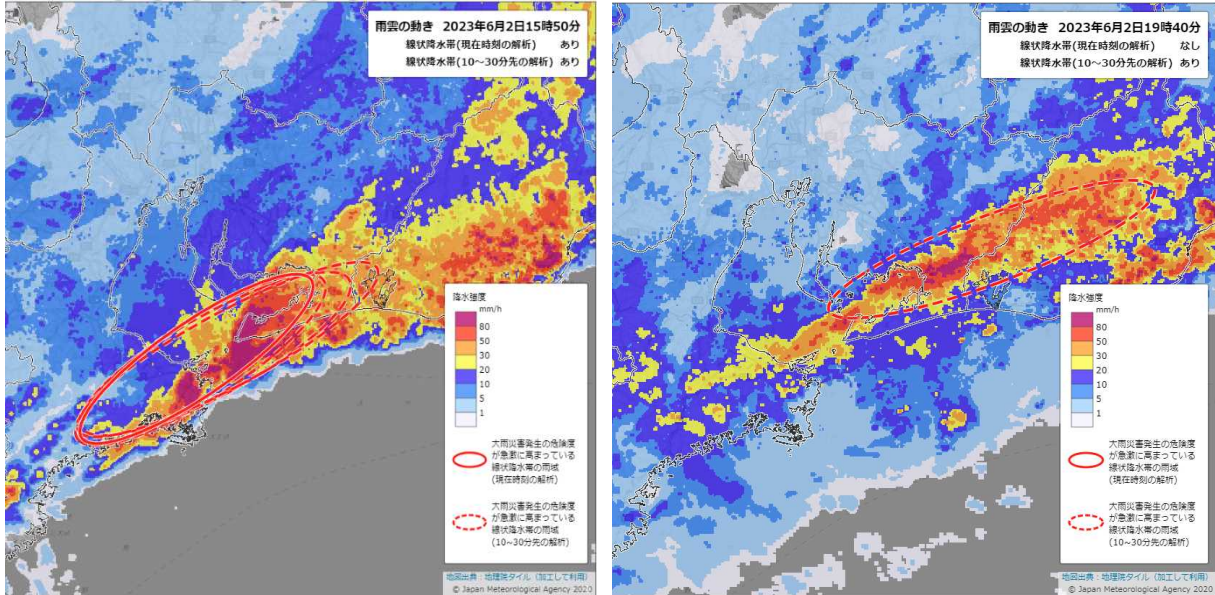 雨雲の動き 2023年6月2日15時50分
線状降水帯(現在時刻の解析) あり
線状降水帯(10～30分先の解析) あり
降水強度
mm/h
80
50
30
20
10
5
1
大雨災害発生の危険度
が急激に高まっている
線状降水帯の雨域
(現在時刻の解析)
大雨災害発生の危険度
が急激に高まっている
線状降水帯の雨域
(10～30分先の解析)
地図出典：地理院タイル（加工して利用）
© Japan Meteorological Agency 2020
雨雲の動き 2023年6月2日19時40分
線状降水帯(現在時刻の解析) なし
線状降水帯(10～30分先の解析) あり
降水強度
mm/h
80
50
30
20
10
5
1
大雨災害発生の危険度
が急激に高まっている
線状降水帯の雨域
(現在時刻の解析)
大雨災害発生の危険度
が急激に高まっている
線状降水帯の雨域
(10～30分先の解析)
地図出典：地理院タイル（加工して利用）
© Japan Meteorological Agency 2020